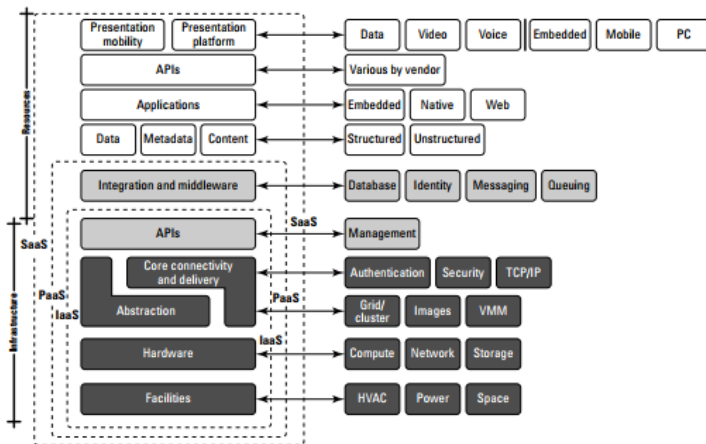 Presentation mobility
Presentation platform
Data
Video
Voice
Embedded
Mobile
PC
APIs
Various by vendor
Applications
Embedded
Native
Web
Data
Metadata
Content
Structured
Unstructured
Resources
Integration and middleware
Database
Identity
Messaging
Queuing
SaaS
APIs
Management
SaaS
Core connectivity and delivery
Authentication
Security
TCP/IP
PaaS
PaaS
IaaS
Abstraction
Grid/cluster
Images
VMM
Infrastructure
IaaS
Hardware
Compute
Network
Storage
Facilities
HVAC
Power
Space